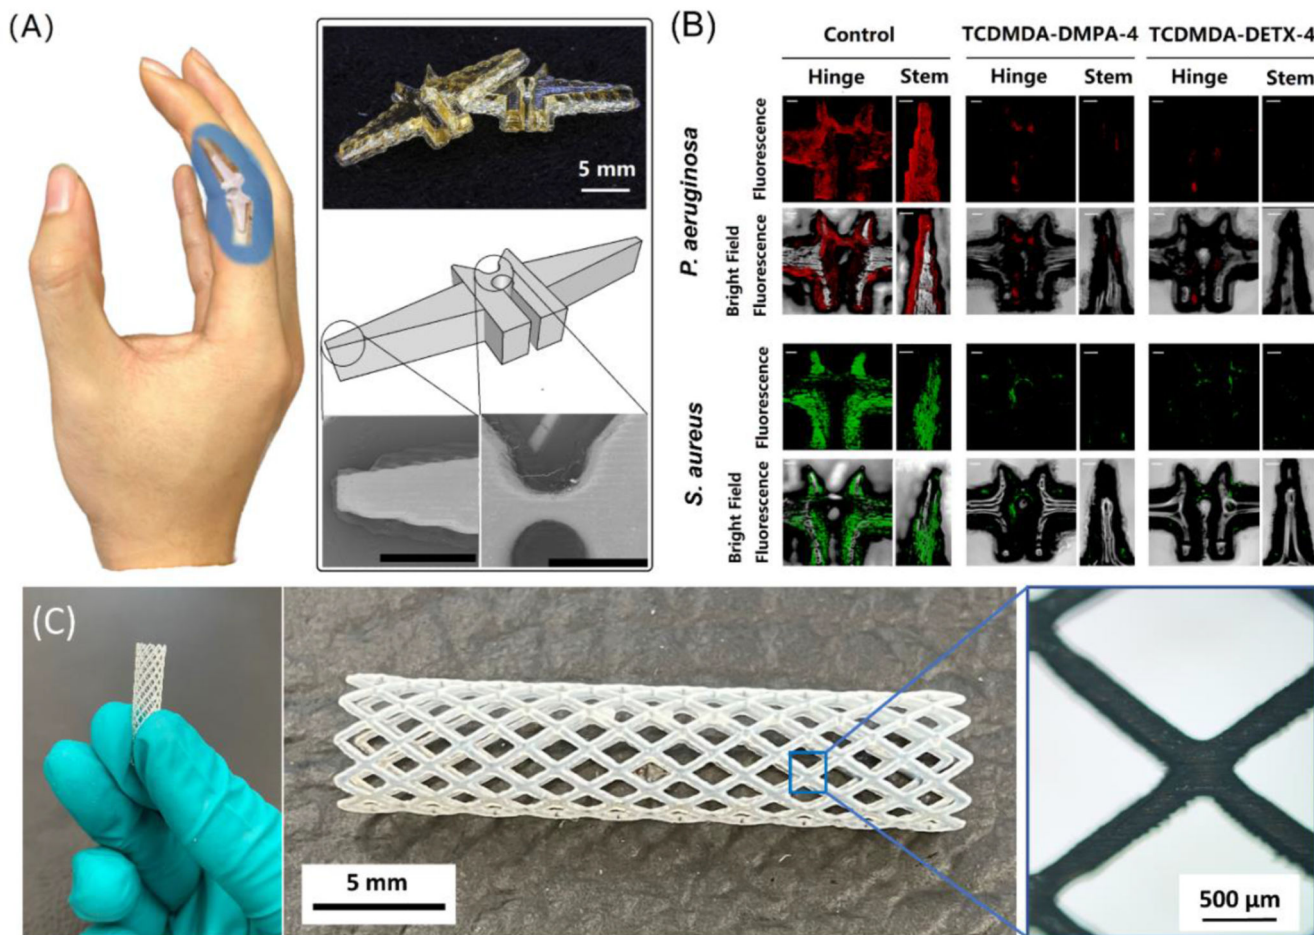 (A)
5 mm
(B)
Control
TCDMDA-DMPA-4
TCDMDA-DETX-4
Hinge
Stem
Hinge
Stem
Hinge
Stem
P. aeruginosa
Fluorescence
Bright Field
Fluorescence
S. aureus
Fluorescence
Bright Field
Fluorescence
(C)
5 mm
500 µm